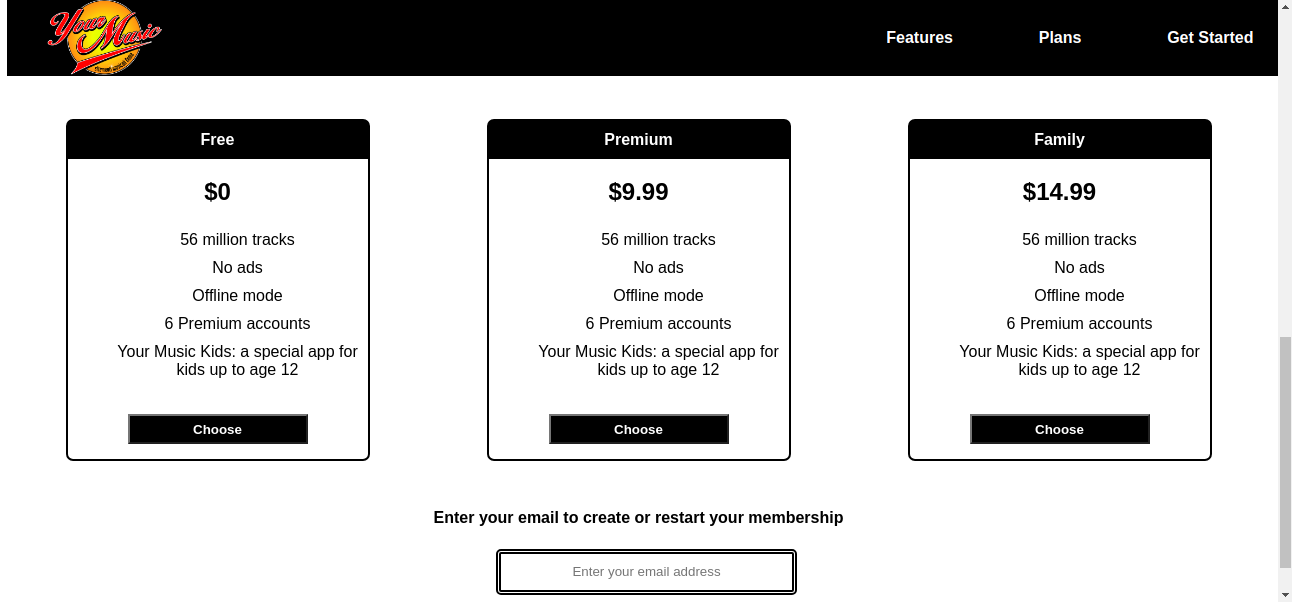 Your Music
Features
Plans
Get Started
Free
$0
56 million tracks
No ads
Offline mode
6 Premium accounts
Your Music Kids: a special app for
kids up to age 12
Choose
Premium
$9.99
56 million tracks
No ads
Offline mode
6 Premium accounts
Your Music Kids: a special app for
kids up to age 12
Choose
Family
$14.99
56 million tracks
No ads
Offline mode
6 Premium accounts
Your Music Kids: a special app for
kids up to age 12
Choose
Enter your email to create or restart your membership
Enter your email address